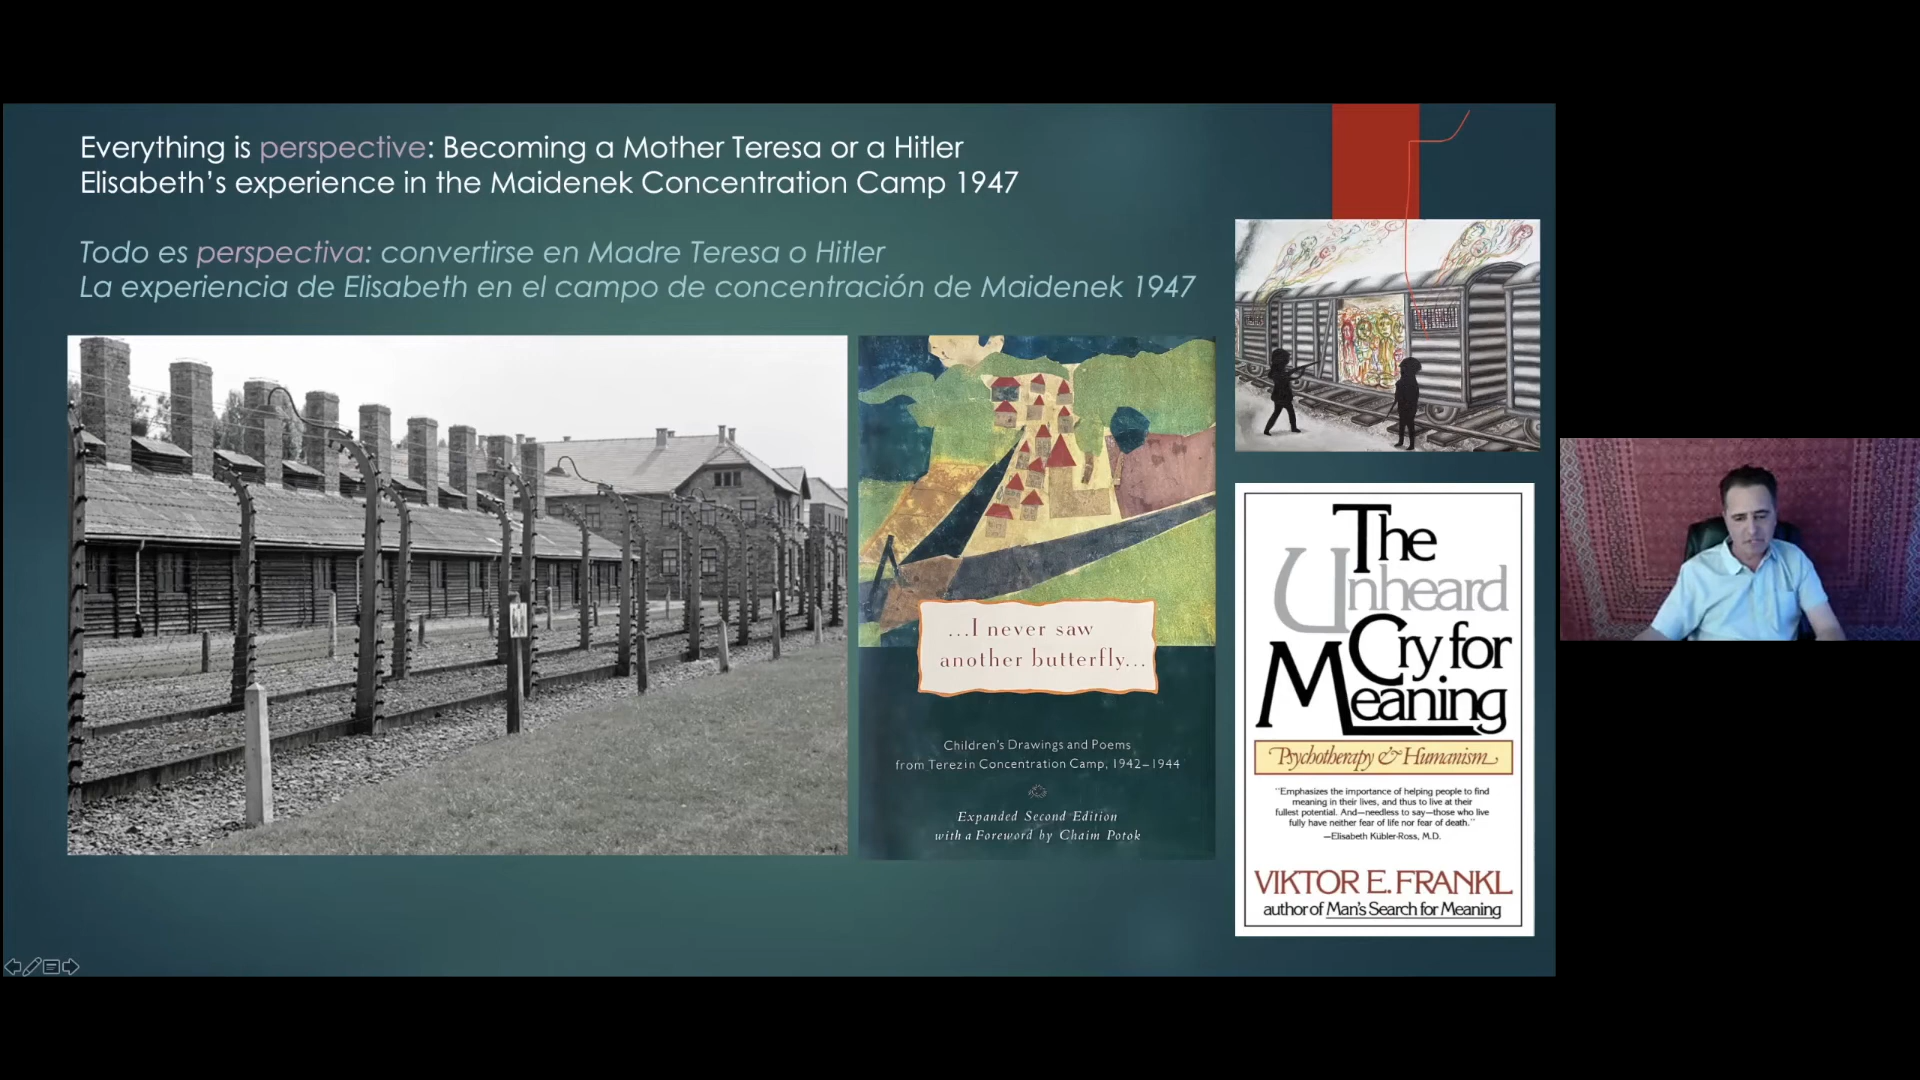 Everything is perspective: Becoming a Mother Teresa or a Hitler
Elisabeth's experience in the Maidenek Concentration Camp 1947
Todo es perspectiva: convertirse en Madre Teresa o Hitler
La experiencia de Elisabeth en el campo de concentración de Maidenek 1947
...I never saw
another butterfly...
Children's Drawings and Poems
from Terezín Concentration Camp, 1942–1944
Expanded Second Edition
with a Foreword by Chaim Potok
The
Unheard
Cry for
Meaning
Psychotherapy & Humanism
"Emphasizes the importance of helping people to find
meaning in their lives, and thus to live at their
fullest potential. And—needless to say—those who live
fully have neither fear of life nor fear of death."
—Elisabeth Kübler-Ross, M.D.
VIKTOR E. FRANKL
author of Man's Search for Meaning